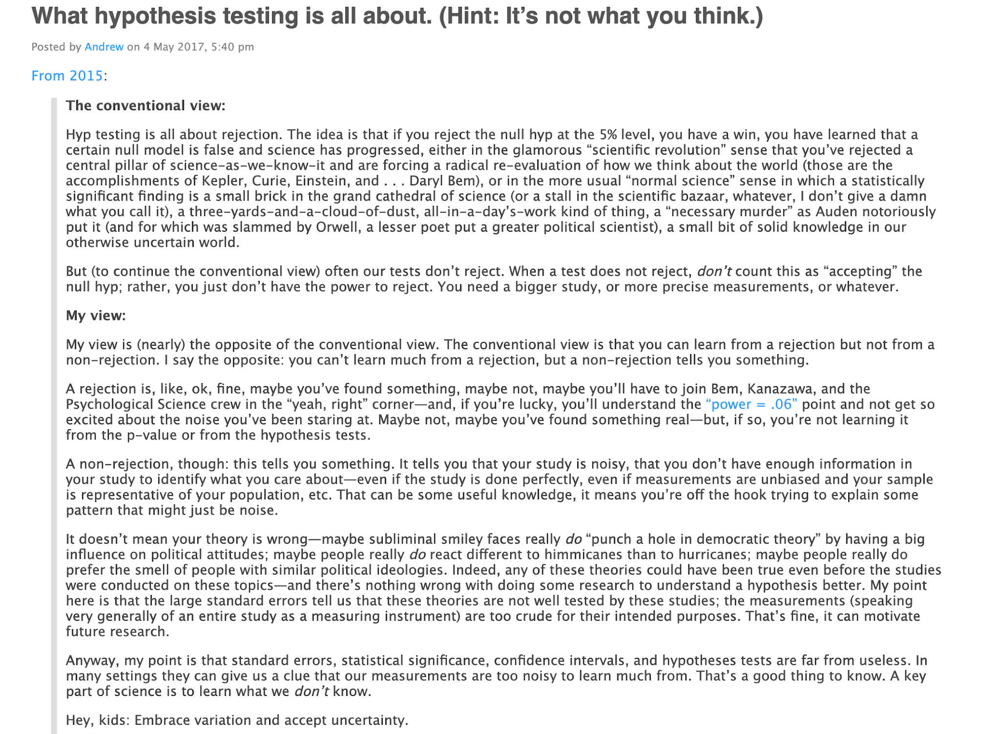 What hypothesis testing is all about. (Hint: It’s not what you think.)
Posted by Andrew on 4 May 2017, 5:40 pm
From 2015:
The conventional view:
Hyp testing is all about rejection. The idea is that if you reject the null hyp at the 5% level, you have a win, you have learned that a
certain null model is false and science has progressed, either in the glamorous “scientific revolution” sense that you’ve rejected a
central pillar of science-as-we-know-it and are forcing a radical re-evaluation of how we think about the world (those are the
accomplishments of Kepler, Curie, Einstein, and . . . Daryl Bem), or in the more usual “normal science” sense in which a statistically
significant finding is a small brick in the grand cathedral of science (or a stall in the scientific bazaar, whatever, I don’t give a damn
what you call it), a three-yards-and-a-cloud-of-dust, all-in-a-day’s-work kind of thing, a “necessary murder” as Auden notoriously
put it (and for which was slammed by Orwell, a lesser poet put a greater political scientist), a small bit of solid knowledge in our
otherwise uncertain world.
But (to continue the conventional view) often our tests don’t reject. When a test does not reject, don’t count this as “accepting” the
null hyp; rather, you just don’t have the power to reject. You need a bigger study, or more precise measurements, or whatever.
My view:
My view is (nearly) the opposite of the conventional view. The conventional view is that you can learn from a rejection but not from a
non-rejection. I say the opposite: you can’t learn much from a rejection, but a non-rejection tells you something.
A rejection is, like, ok, fine, maybe you’ve found something, maybe not, maybe you’ll have to join Bem, Kanazawa, and the
Psychological Science crew in the “yeah, right” corner—and, if you’re lucky, you’ll understand the “power = .06” point and not get so
excited about the noise you’ve been staring at. Maybe not, maybe you’ve found something real—but, if so, you’re not learning it
from the p-value or from the hypothesis tests.
A non-rejection, though: this tells you something. It tells you that your study is noisy, that you don’t have enough information in
your study to identify what you care about—even if the study is done perfectly, even if measurements are unbiased and your sample
is representative of your population, etc. That can be some useful knowledge, it means you’re off the hook trying to explain some
pattern that might just be noise.
It doesn’t mean your theory is wrong—maybe subliminal smiley faces really do “punch a hole in democratic theory” by having a big
influence on political attitudes; maybe people really do react different to himmicanes than to hurricanes; maybe people really do
prefer the smell of people with similar political ideologies. Indeed, any of these theories could have been true even before the studies
were conducted on these topics—and there’s nothing wrong with doing some research to understand a hypothesis better. My point
here is that the large standard errors tell us that these theories are not well tested by these studies; the measurements (speaking
very generally of an entire study as a measuring instrument) are too crude for their intended purposes. That’s fine, it can motivate
future research.
Anyway, my point is that standard errors, statistical significance, confidence intervals, and hypotheses tests are far from useless. In
many settings they can give us a clue that our measurements are too noisy to learn much from. That’s a good thing to know. A key
part of science is to learn what we don’t know.
Hey, kids: Embrace variation and accept uncertainty.